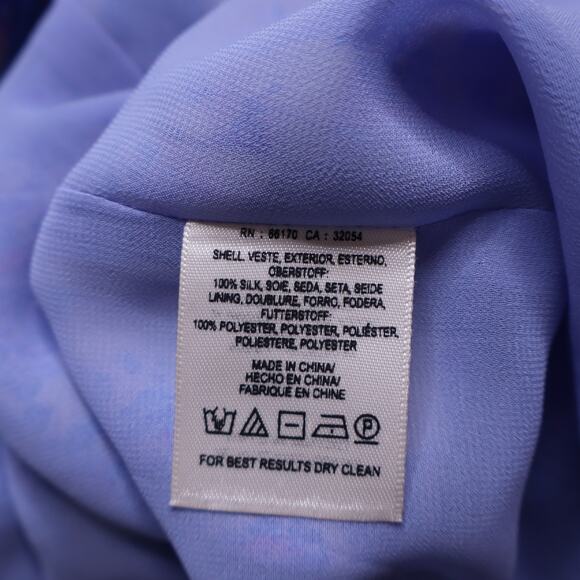 RN : 66170 CA : 32054
SHELL. VESTE, EXTERIOR, ESTERNO,
OBERSTOFF:
100% SILK, SOIE, SEDA, SETA, SEIDE
LINING, DOUBLURE, FORRO, FODERA,
FUTTERSTOFF:
100% POLYESTER, POLYESTER, POLIÉSTER,
POLIESTERE, POLYESTER
MADE IN CHINA/
HECHO EN CHINA/
FABRIQUE EN CHINE
P
FOR BEST RESULTS DRY CLEAN